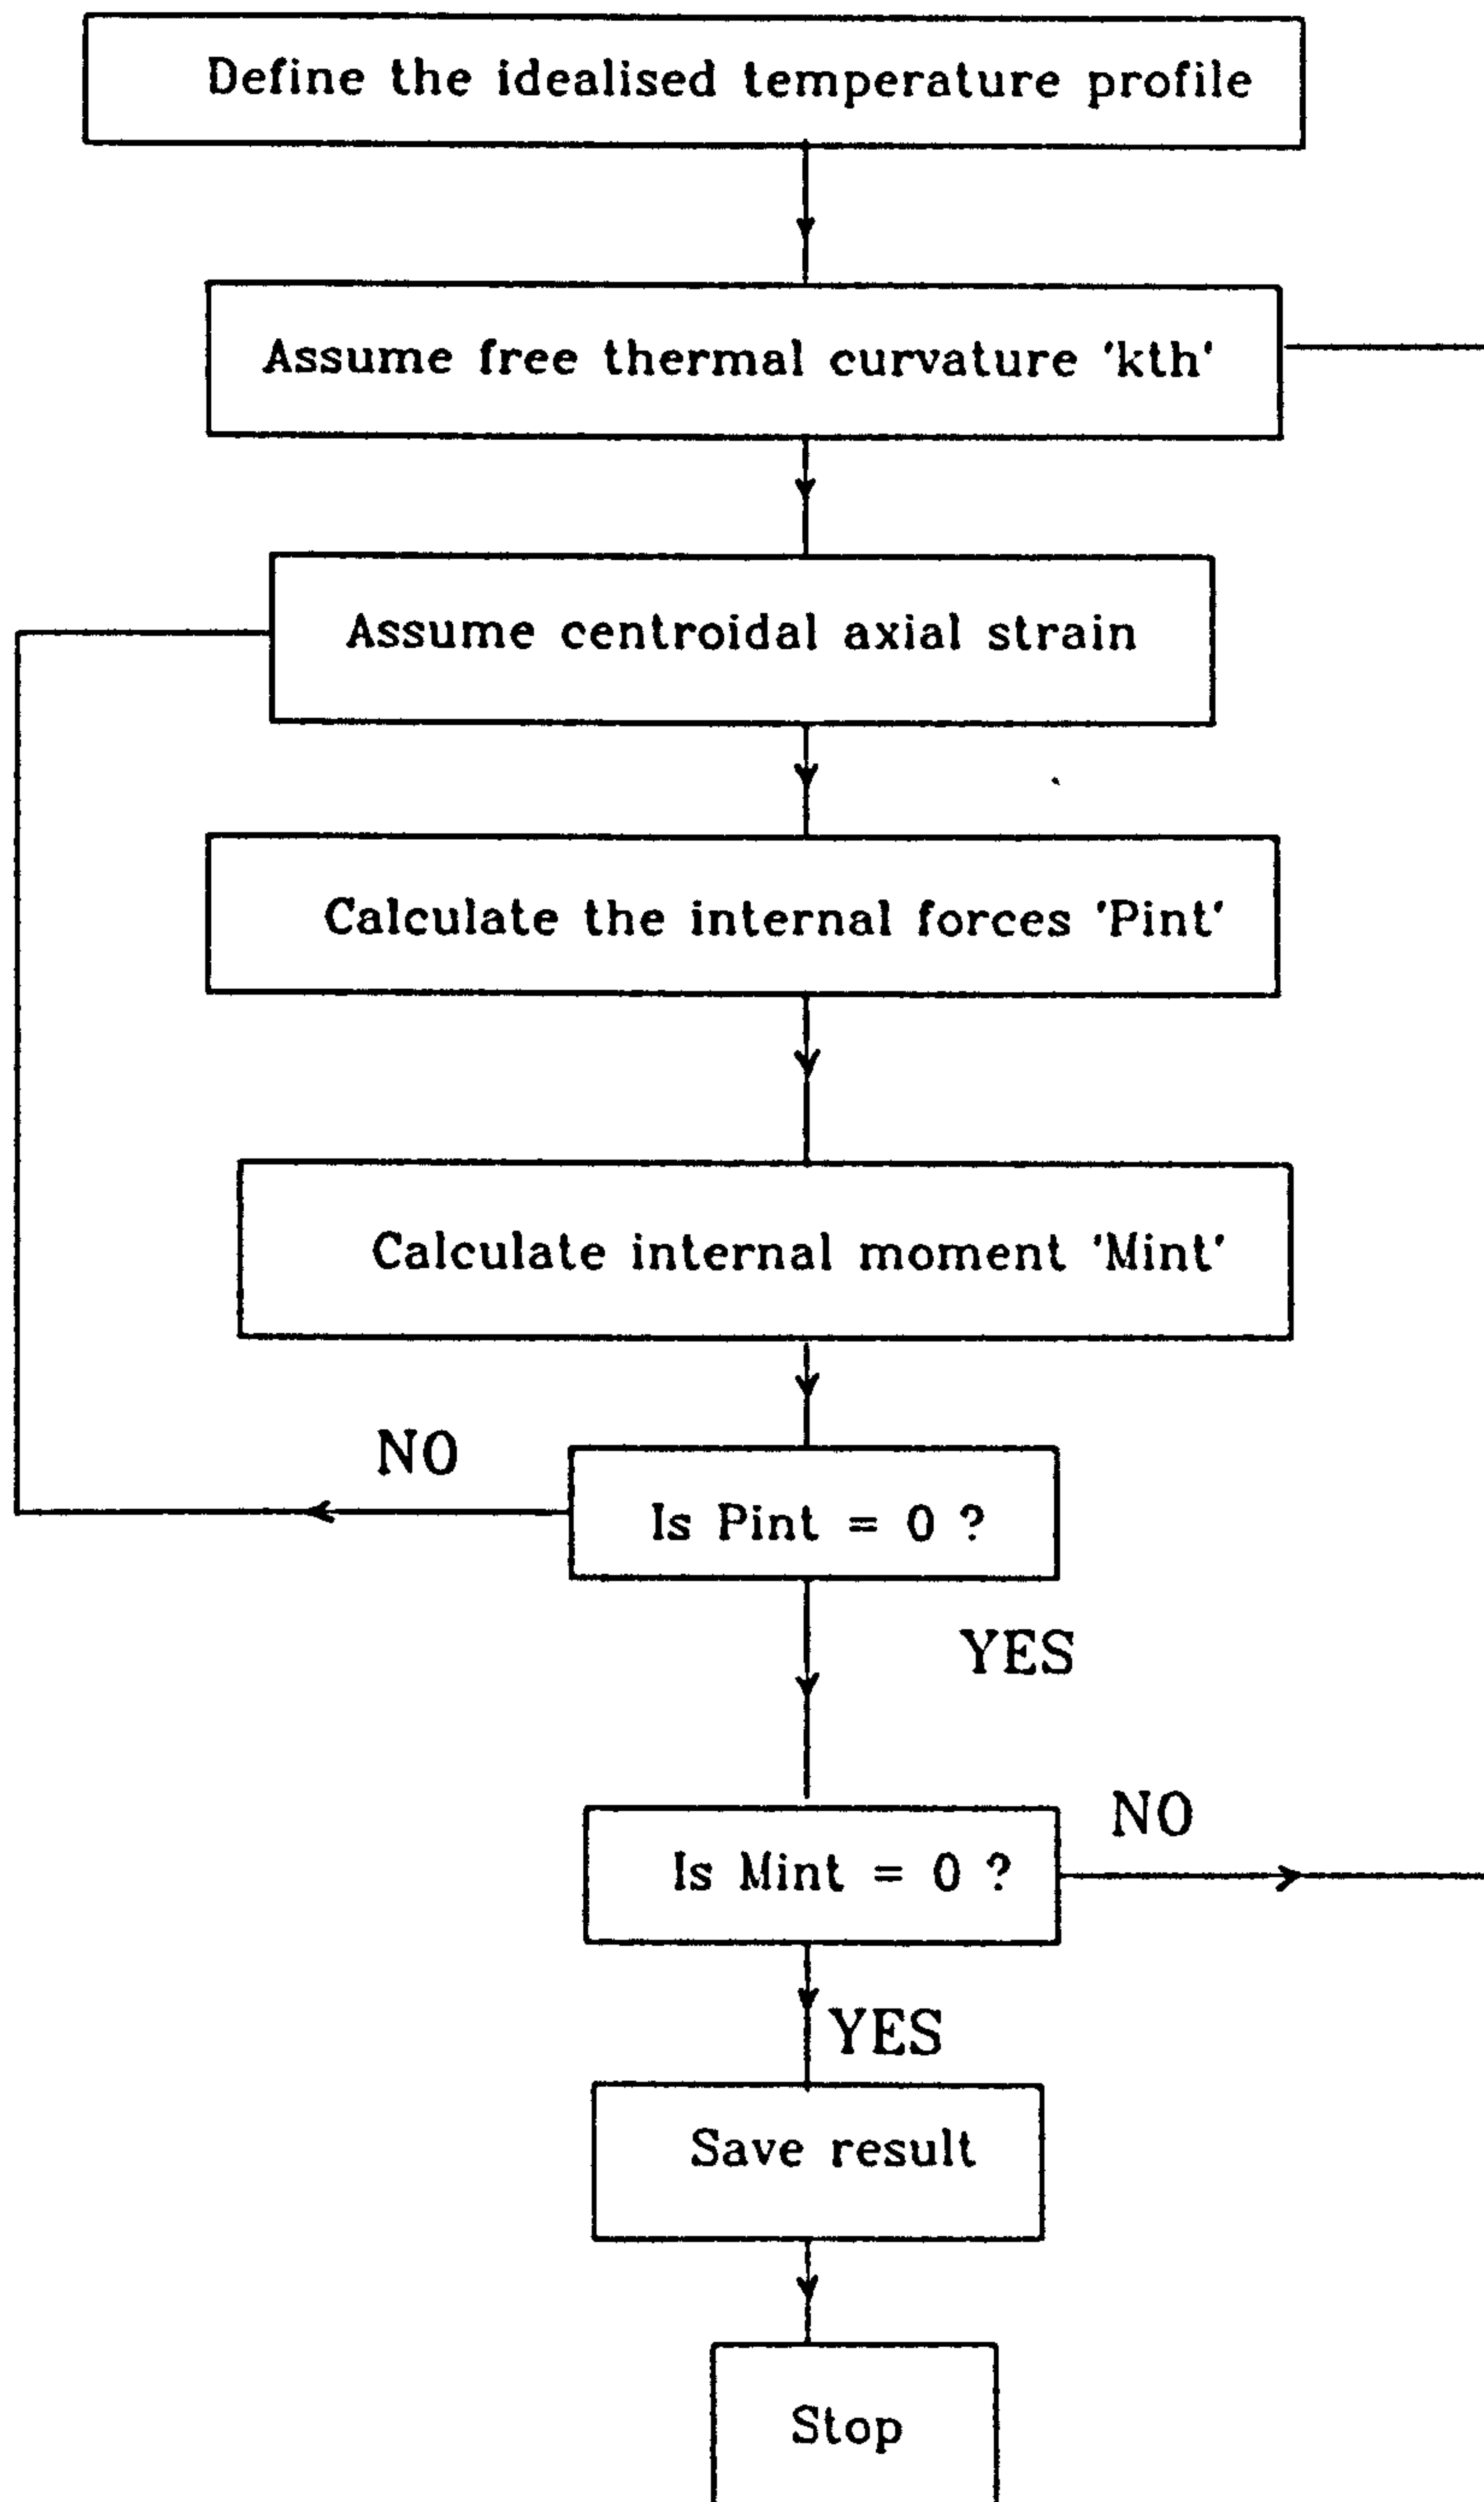 Define the idealised temperature profile
Assume free thermal curvature 'kth'
Assume centroidal axial strain
Calculate the internal forces 'Pint'
Calculate internal moment 'Mint'
NO
Is Pint = 0 ?
YES
NO
Is Mint = 0 ?
YES
Save result
Stop